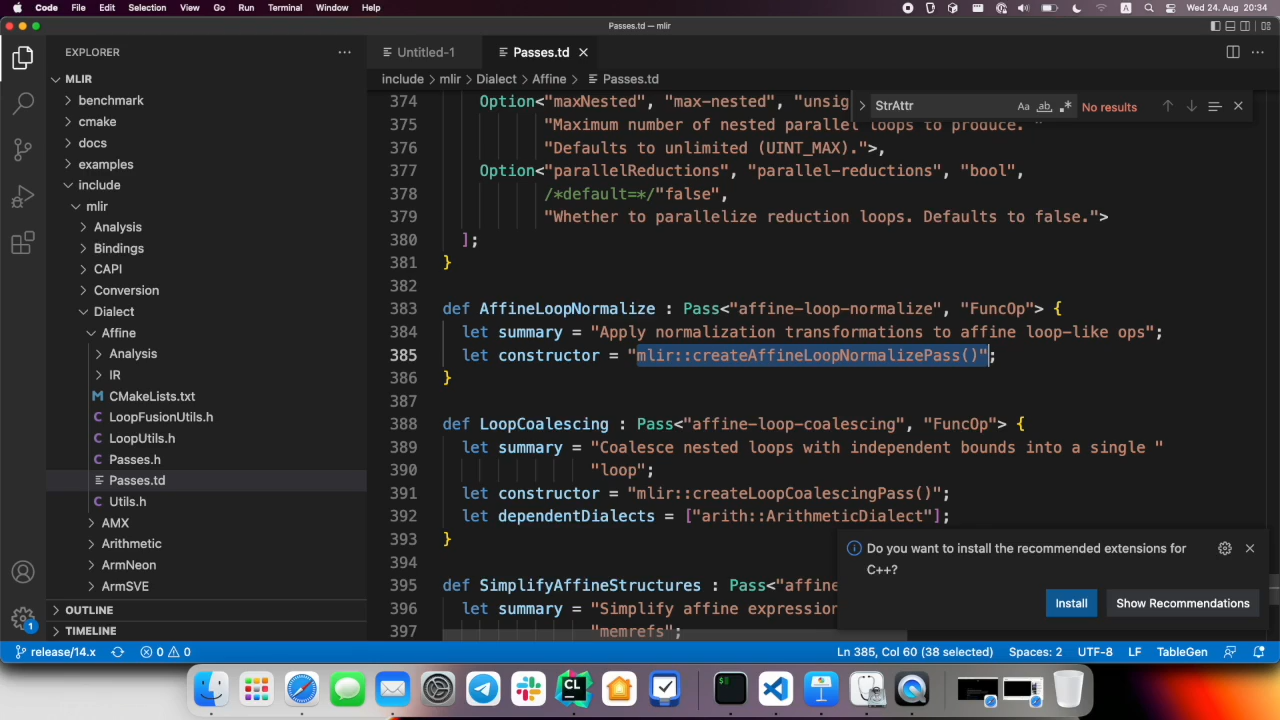 Code File Edit Selection View Go Run Terminal Window Help A Wed 24. Aug 20:34
Passes.td — mlir
EXPLORER
Untitled-1
Passes.td
MLIR
include > mlir > Dialect > Affine > Passes.td
benchmark
cmake
docs
examples
include
mlir
Analysis
Bindings
CAPI
Conversion
Dialect
Affine
Analysis
IR
CMakeLists.txt
LoopFusionUtils.h
LoopUtils.h
Passes.h
Passes.td
Utils.h
AMX
Arithmetic
ArmNeon
ArmSVE
OUTLINE
TIMELINE
StrAttr Aa ab No results
374 Option<"maxNested", "max-nested", "unsig
375 "Maximum number of nested parallel loops to produce. "
376 "Defaults to unlimited (UINT_MAX).">,
377 Option<"parallelReductions", "parallel-reductions", "bool",
378 /*default=*/"false",
379 "Whether to parallelize reduction loops. Defaults to false.">
380 ];
381 }
382
383 def AffineLoopNormalize : Pass<"affine-loop-normalize", "FuncOp"> {
384 let summary = "Apply normalization transformations to affine loop-like ops";
385 let constructor = "mlir::createAffineLoopNormalizePass()";
386 }
387
388 def LoopCoalescing : Pass<"affine-loop-coalescing", "FuncOp"> {
389 let summary = "Coalesce nested loops with independent bounds into a single "
390 "loop";
391 let constructor = "mlir::createLoopCoalescingPass()";
392 let dependentDialects = ["arith::ArithmeticDialect"];
393 }
394
395 def SimplifyAffineStructures : Pass<"affine
396 let summary = "Simplify affine expression
397 "memrefs";
Do you want to install the recommended extensions for
C++?
Install
Show Recommendations
1
release/14.x 0 0 Ln 385, Col 60 (38 selected) Spaces: 2 UTF-8 LF TableGen
CL